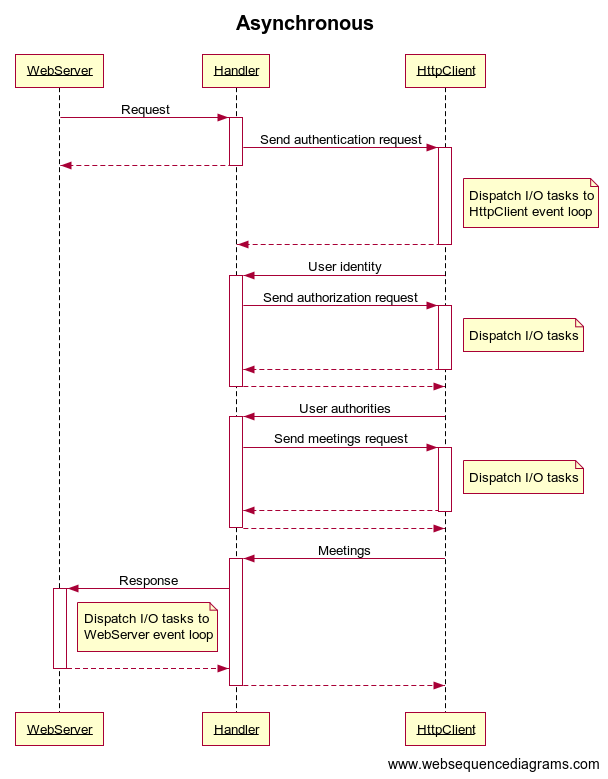 Asynchronous
WebServer
Handler
HttpClient
Request
Send authentication request
Dispatch I/O tasks to
HttpClient event loop
User identity
Send authorization request
Dispatch I/O tasks
User authorities
Send meetings request
Dispatch I/O tasks
Meetings
Response
Dispatch I/O tasks to
WebServer event loop
WebServer
Handler
HttpClient
www.websequencediagrams.com